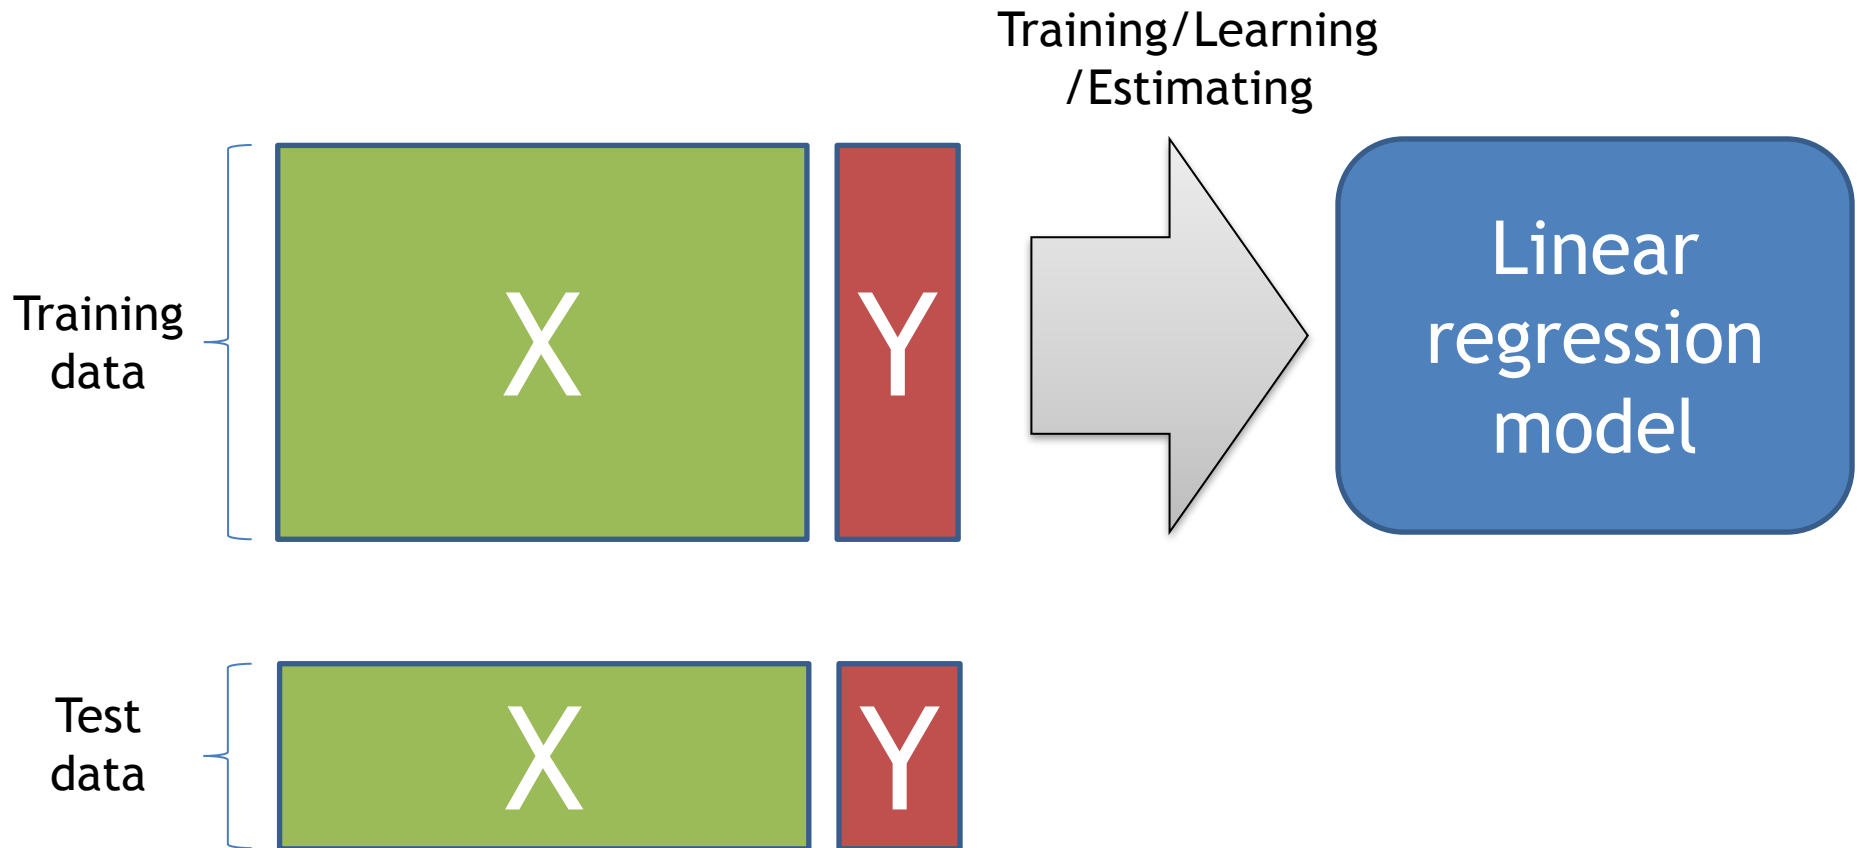 Training/Learning
/Estimating
Training
data
X
Y
Linear
regression
model
Test
data
X
Y